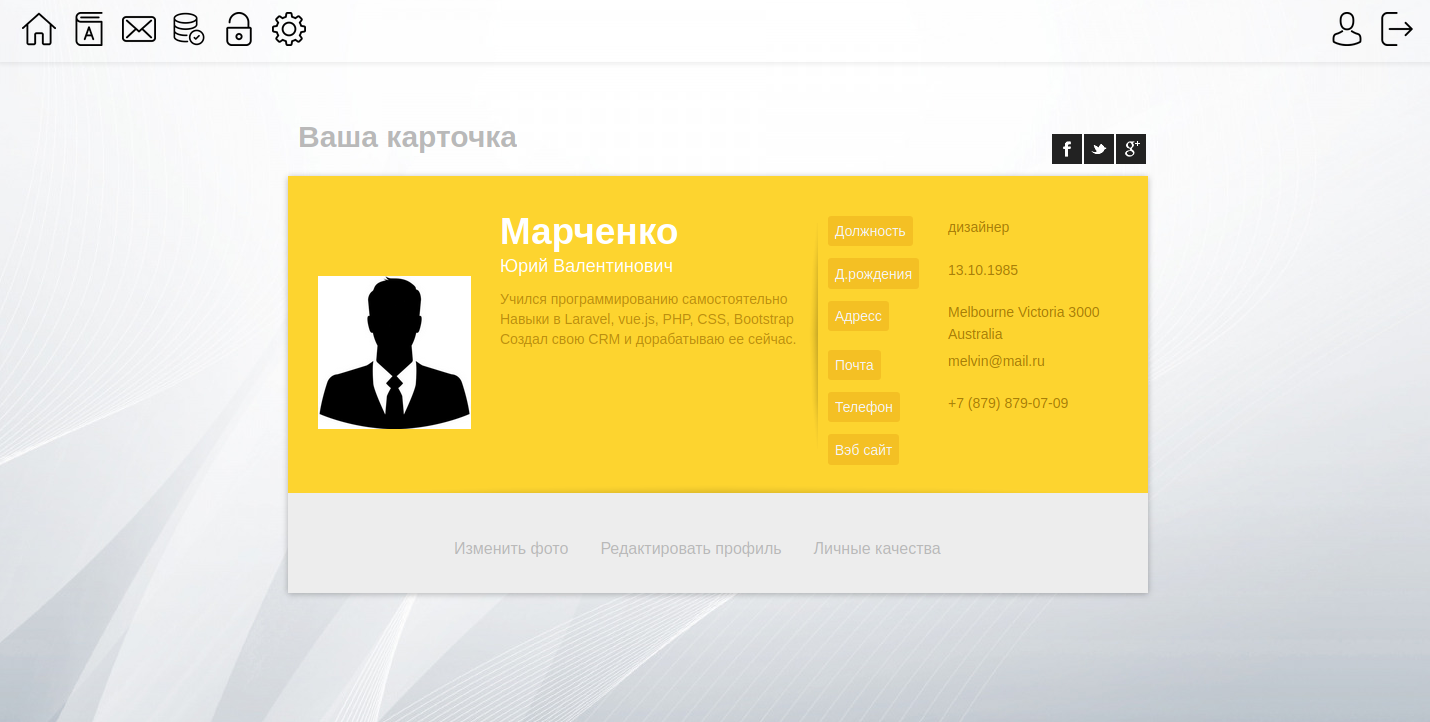 A
Ваша карточка
f
g+
Марченко
Юрий Валентинович
Учился программированию самостоятельно
Навыки в Laravel, vue.js, PHP, CSS, Bootstrap
Создал свою CRM и дорабатываю ее сейчас.
Должность дизайнер
Д.рождения 13.10.1985
Адресс Melbourne Victoria 3000
Australia
Почта melvin@mail.ru
Телефон +7 (879) 879-07-09
Вэб сайт
Изменить фото Редактировать профиль Личные качества